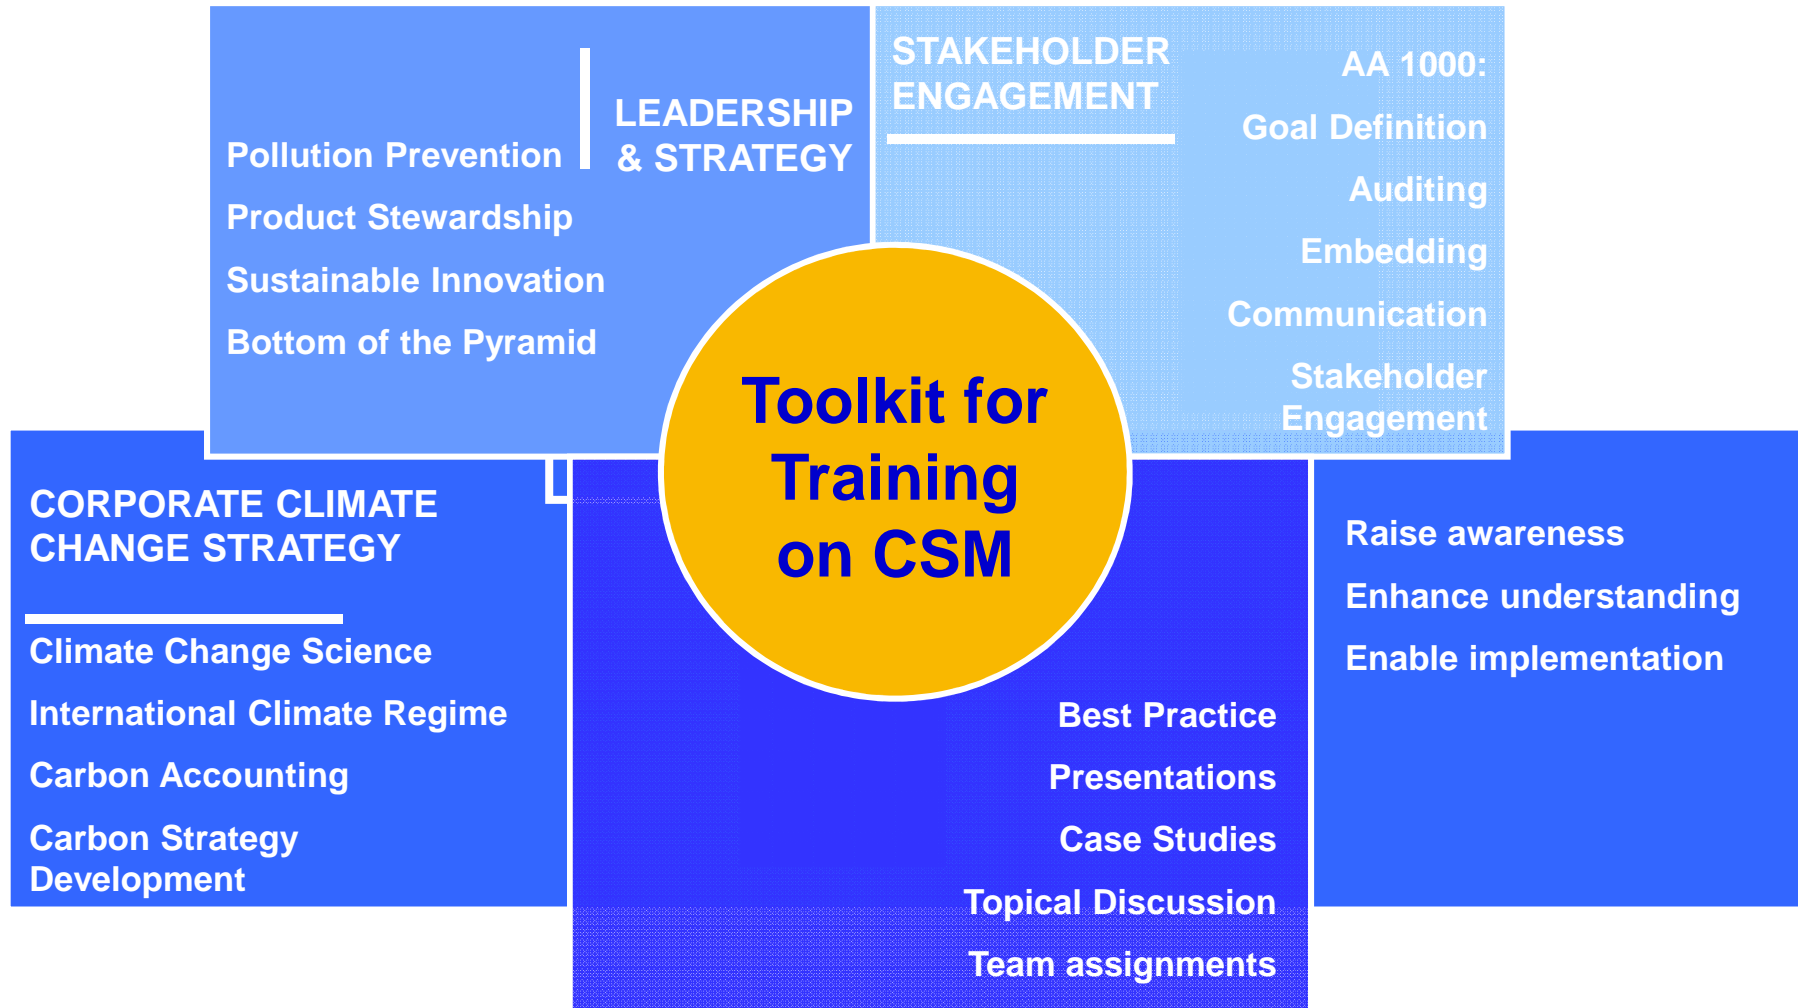 LEADERSHIP
& STRATEGY
Pollution Prevention
Product Stewardship
Sustainable Innovation
Bottom of the Pyramid
STAKEHOLDER
ENGAGEMENT
AA 1000:
Goal Definition
Auditing
Embedding
Communication
Stakeholder
Engagement
Toolkit for
Training
on CSM
CORPORATE CLIMATE
CHANGE STRATEGY
Climate Change Science
International Climate Regime
Carbon Accounting
Carbon Strategy
Development
Best Practice
Presentations
Case Studies
Topical Discussion
Team assignments
Raise awareness
Enhance understanding
Enable implementation